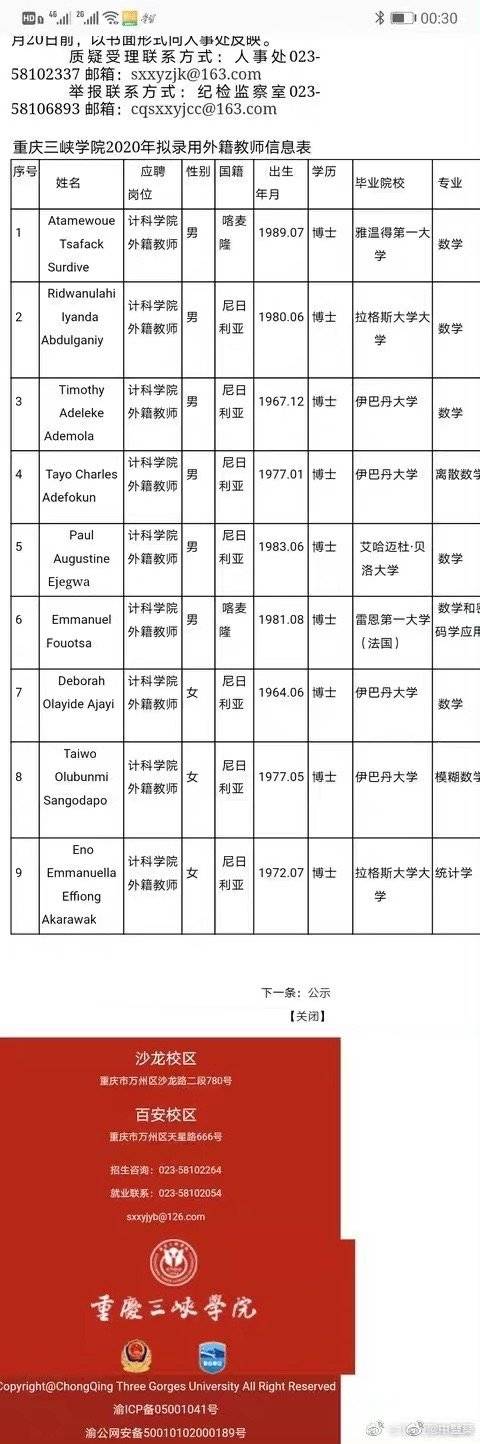 HD 4G 2G 00:30
月20日前，以书面形式向人事处反映。
质疑受理联系方式：人事处023-
58102337 邮箱：sxxyzjk@163.com
举报联系方式：纪检监察室023-
58106893 邮箱：cqsxxyjcc@163.com
重庆三峡学院2020年拟录用外籍教师信息表
序号 姓名 应聘岗位 性别 国籍 出生年月 学历 毕业院校 专业
1 Atamewoue Tsafack Surdive 计科学院外籍教师 男 喀麦隆 1989.07 博士 雅温得第一大学 数学
2 Ridwanulahi Iyanda Abdulganiy 计科学院外籍教师 男 尼日利亚 1980.06 博士 拉格斯大学大学 数学
3 Timothy Adeleke Ademola 计科学院外籍教师 男 尼日利亚 1967.12 博士 伊巴丹大学 数学
4 Tayo Charles Adefokun 计科学院外籍教师 男 尼日利亚 1977.01 博士 伊巴丹大学 离散数学
5 Paul Augustine Ejegwa 计科学院外籍教师 男 尼日利亚 1983.06 博士 艾哈迈杜·贝洛大学 数学
6 Emmanuel Fouotsa 计科学院外籍教师 男 喀麦隆 1981.08 博士 雷恩第一大学（法国） 数学和密码学应用
7 Deborah Olayide Ajayi 计科学院外籍教师 女 尼日利亚 1964.06 博士 伊巴丹大学 数学
8 Taiwo Olubunmi Sangodapo 计科学院外籍教师 女 尼日利亚 1977.05 博士 伊巴丹大学 模糊数学
9 Eno Emmanuella Effiong Akarawak 计科学院外籍教师 女 尼日利亚 1972.07 博士 拉格斯大学大学 统计学
下一条：公示
【关闭】
沙龙校区
重庆市万州区沙龙路二段780号
百安校区
重庆市万州区天星路666号
招生咨询：023-58102264
就业联系：023-58102054
sxxyjyb@126.com
重庆三峡学院
Copyright@ChongQing Three Gorges University All Right Reserved
渝ICP备05001041号
渝公网安备50010102000189号